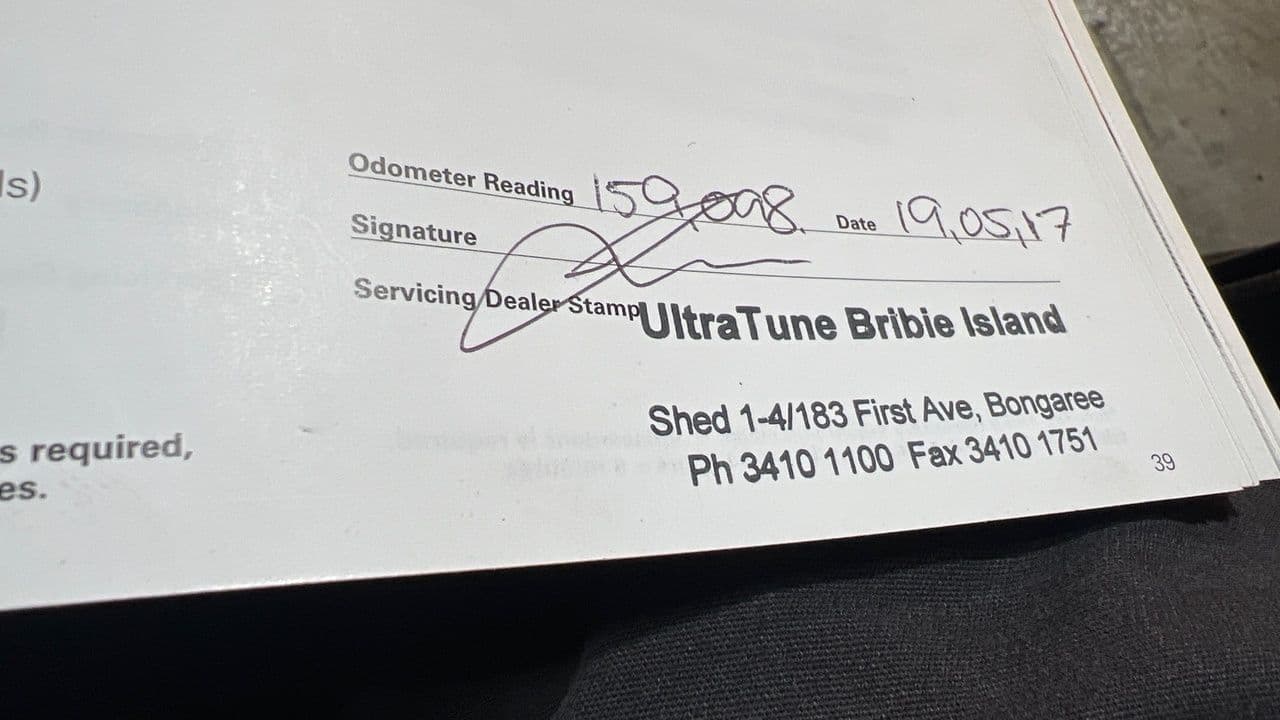 ls)
Odometer Reading 159,098. Date 19,05,17
Signature
Servicing Dealer Stamp UltraTune Bribie Island
Shed 1-4/183 First Ave, Bongaree
Ph 3410 1100 Fax 3410 1751
s required,
es.
39